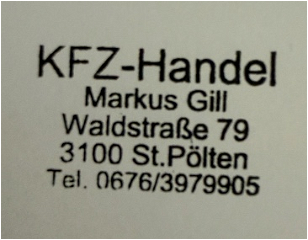 KFZ-Handel
Markus Gill
Waldstraße 79
3100 St.Pölten
Tel. 0676/3979905